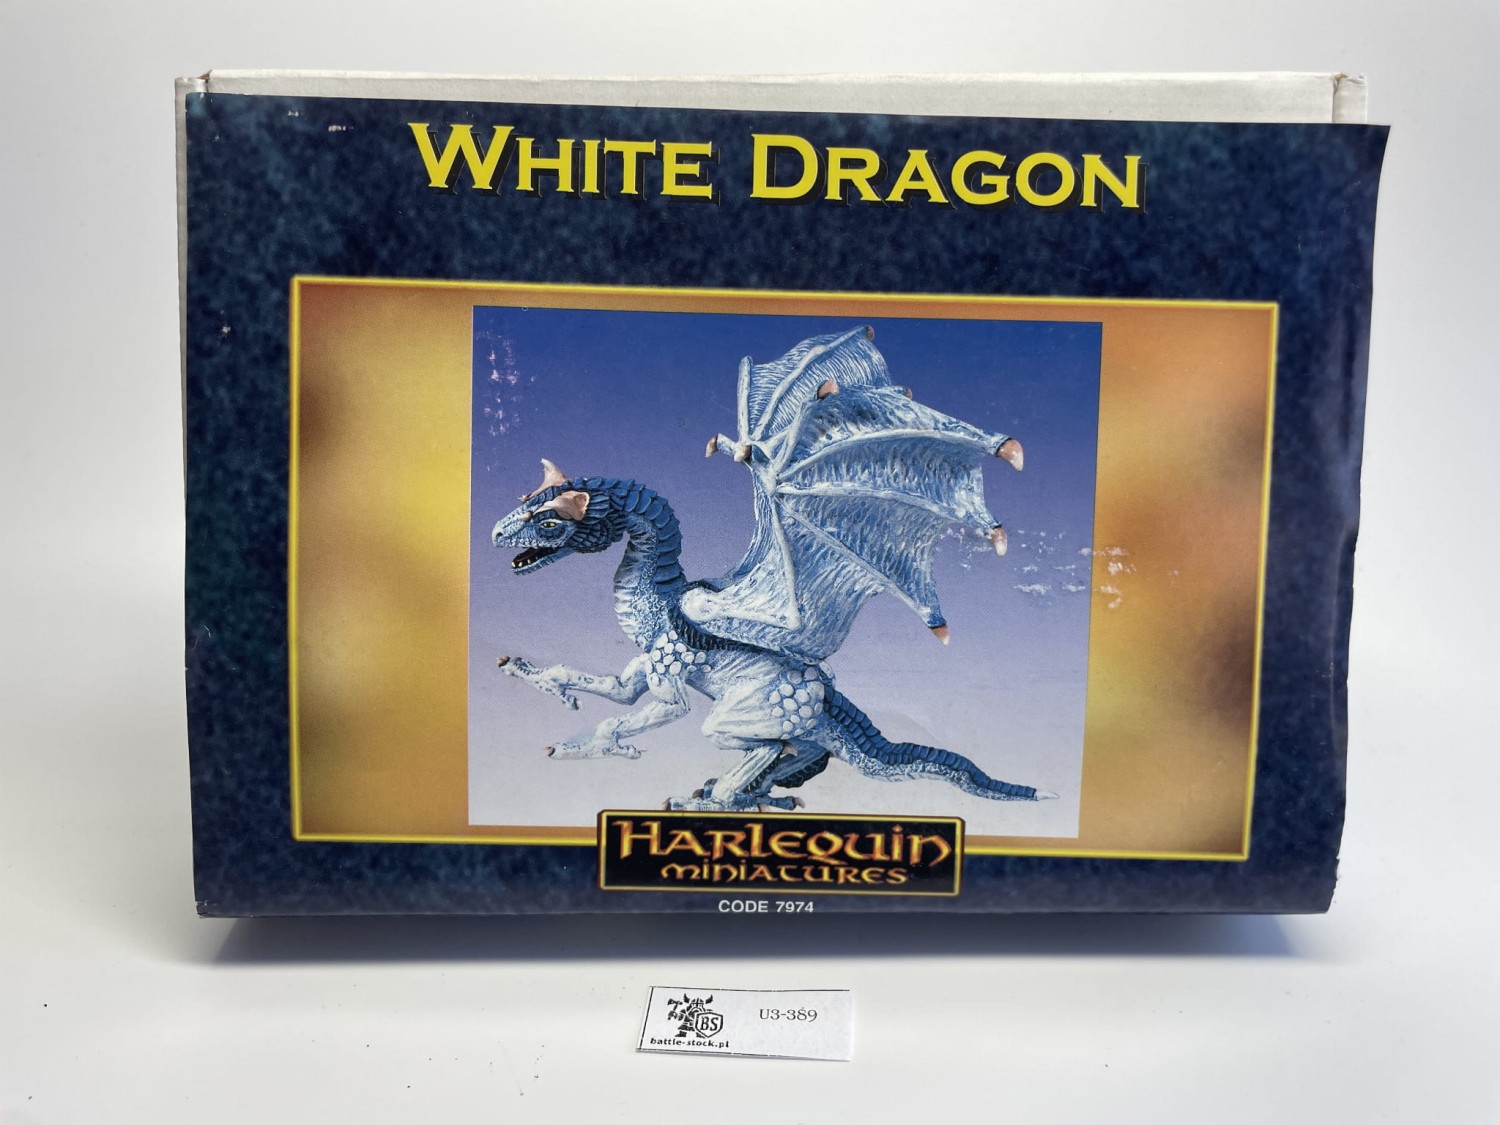 WHITE DRAGON
HARLEQUIN
MINIATURES
CODE 7974
BS
U3-389
battle-stock.pl